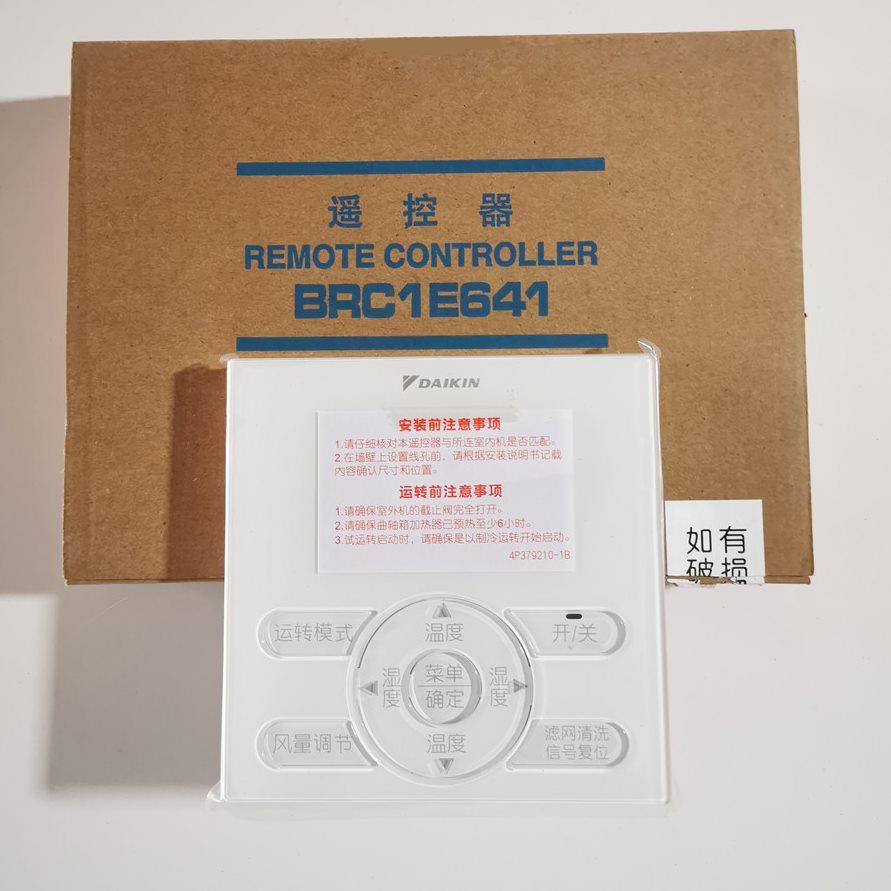 遥控器
REMOTE CONTROLLER
BRC1E641
DAIKIN
安装前注意事项
1.请仔细核对本遥控器与所连室内机是否匹配。
2.在墙壁上设置线孔前，请根据安装说明书记载
内容确认尺寸和位置。
运转前注意事项
1.请确保室外机的截止阀完全打开。
2.请确保曲轴箱加热器已预热至少6小时。
3.试运转启动时，请确保是以制冷运转开始启动。
4P379210-1B
如有
破损
运转模式
温度
开/关
湿度
菜单
确定
湿度
风量调节
温度
滤网清洗
信号复位